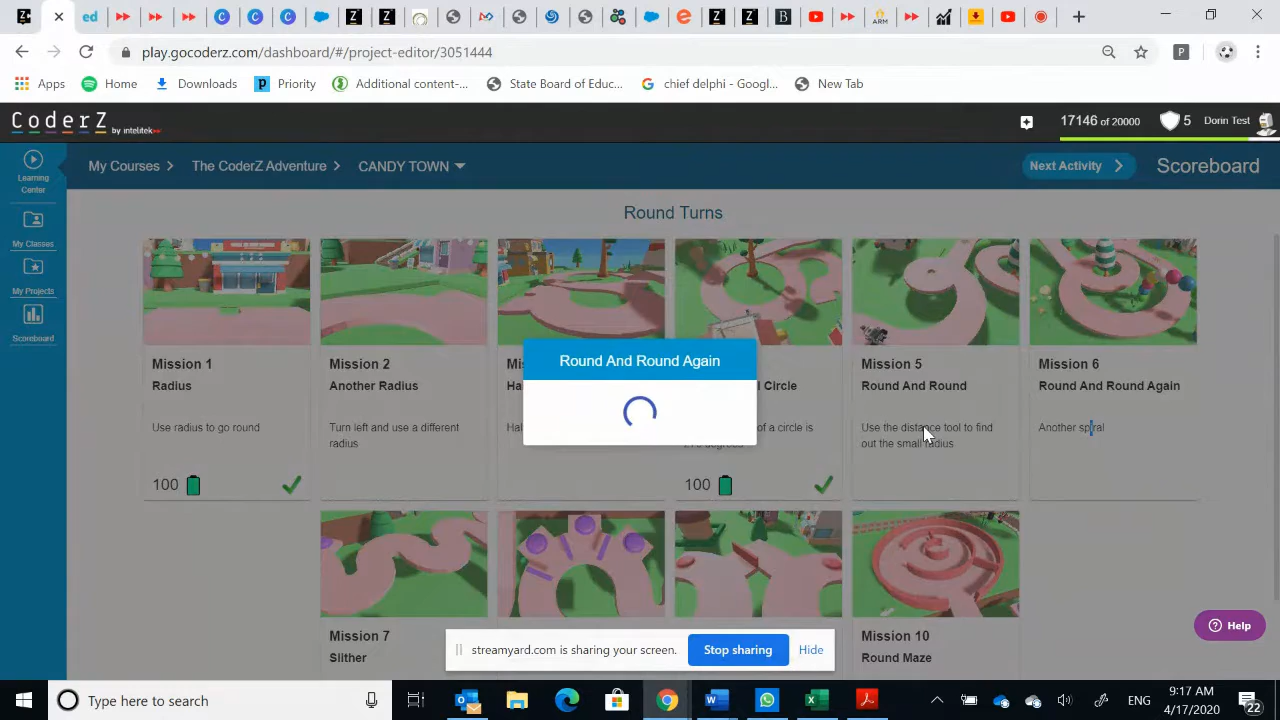 play.gocoderz.com/dashboard/#/project-editor/3051444
Apps Home Downloads Priority Additional content-... State Board of Educ... chief delphi - Googl... New Tab
CoderZ by intelitek 17146 of 20000 5 Dorin Test
Learning Center
My Classes
My Projects
Scoreboard
My Courses The CoderZ Adventure CANDY TOWN Next Activity Scoreboard
Round Turns
Mission 1
Radius
Use radius to go round
100
Mission 2
Another Radius
Turn left and use a different
radius
l Circle
of a circle is
100
Round And Round Again
Mission 5
Round And Round
Use the distance tool to find
out the small radius
Mission 6
Round And Round Again
Another spiral
Mission 7
Slither
Mission 10
Round Maze
streamyard.com is sharing your screen. Stop sharing Hide
Help
Type here to search
ENG
9:17 AM
4/17/2020
22